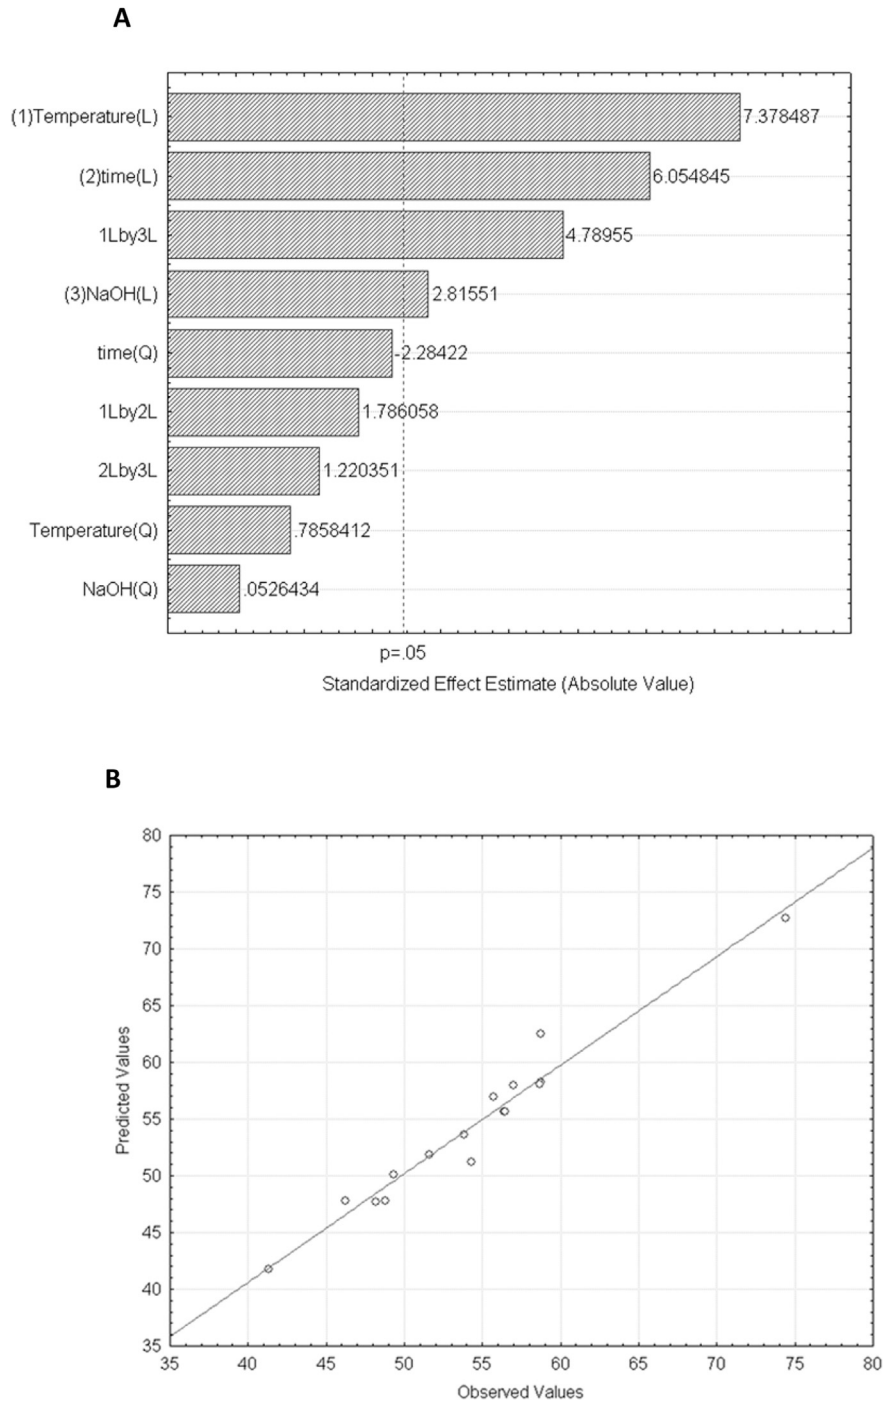 A
(1)Temperature(L)
7.378487
(2)time(L)
6.054845
1Lby3L
4.78955
(3)NaOH(L)
2.81551
time(Q)
-2.28422
1Lby2L
1.786058
2Lby3L
1.220351
Temperature(Q)
.7858412
NaOH(Q)
.0526434
p=.05
Standardized Effect Estimate (Absolute Value)
B
80
75
70
65
60
55
50
45
40
35
Predicted Values
35 40 45 50 55 60 65 70 75 80
Observed Values